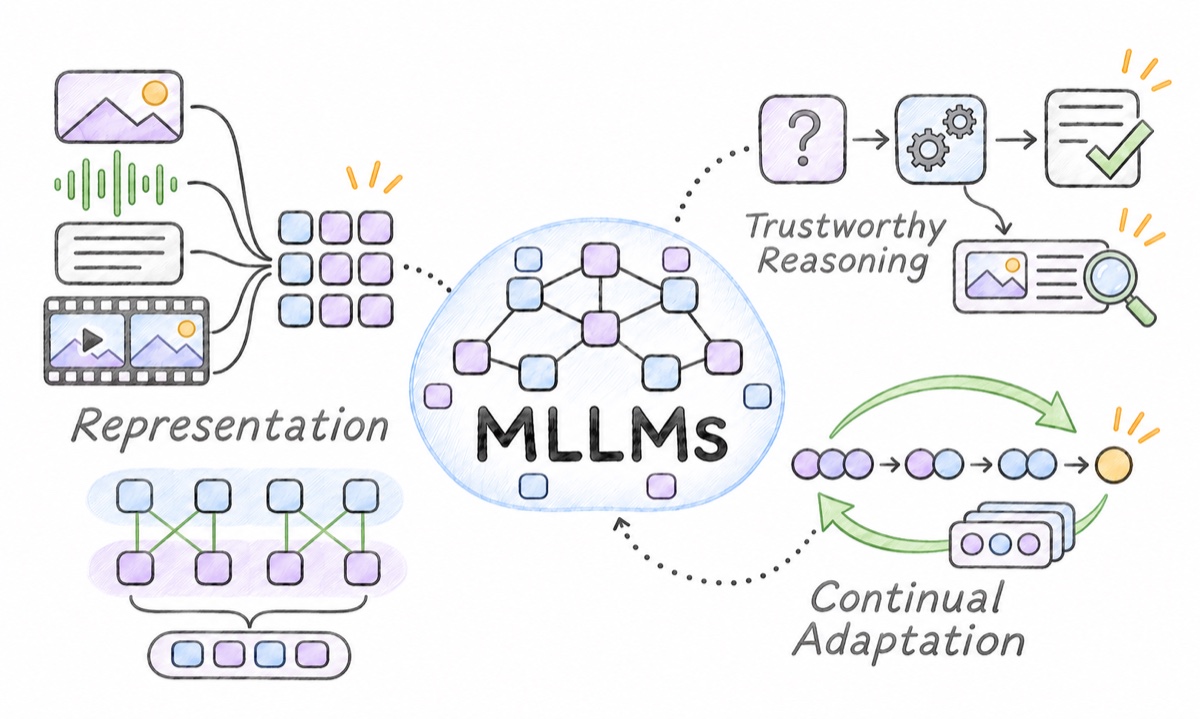 Representation
MLLMs
Trustworthy
Reasoning
?
Continual
Adaptation